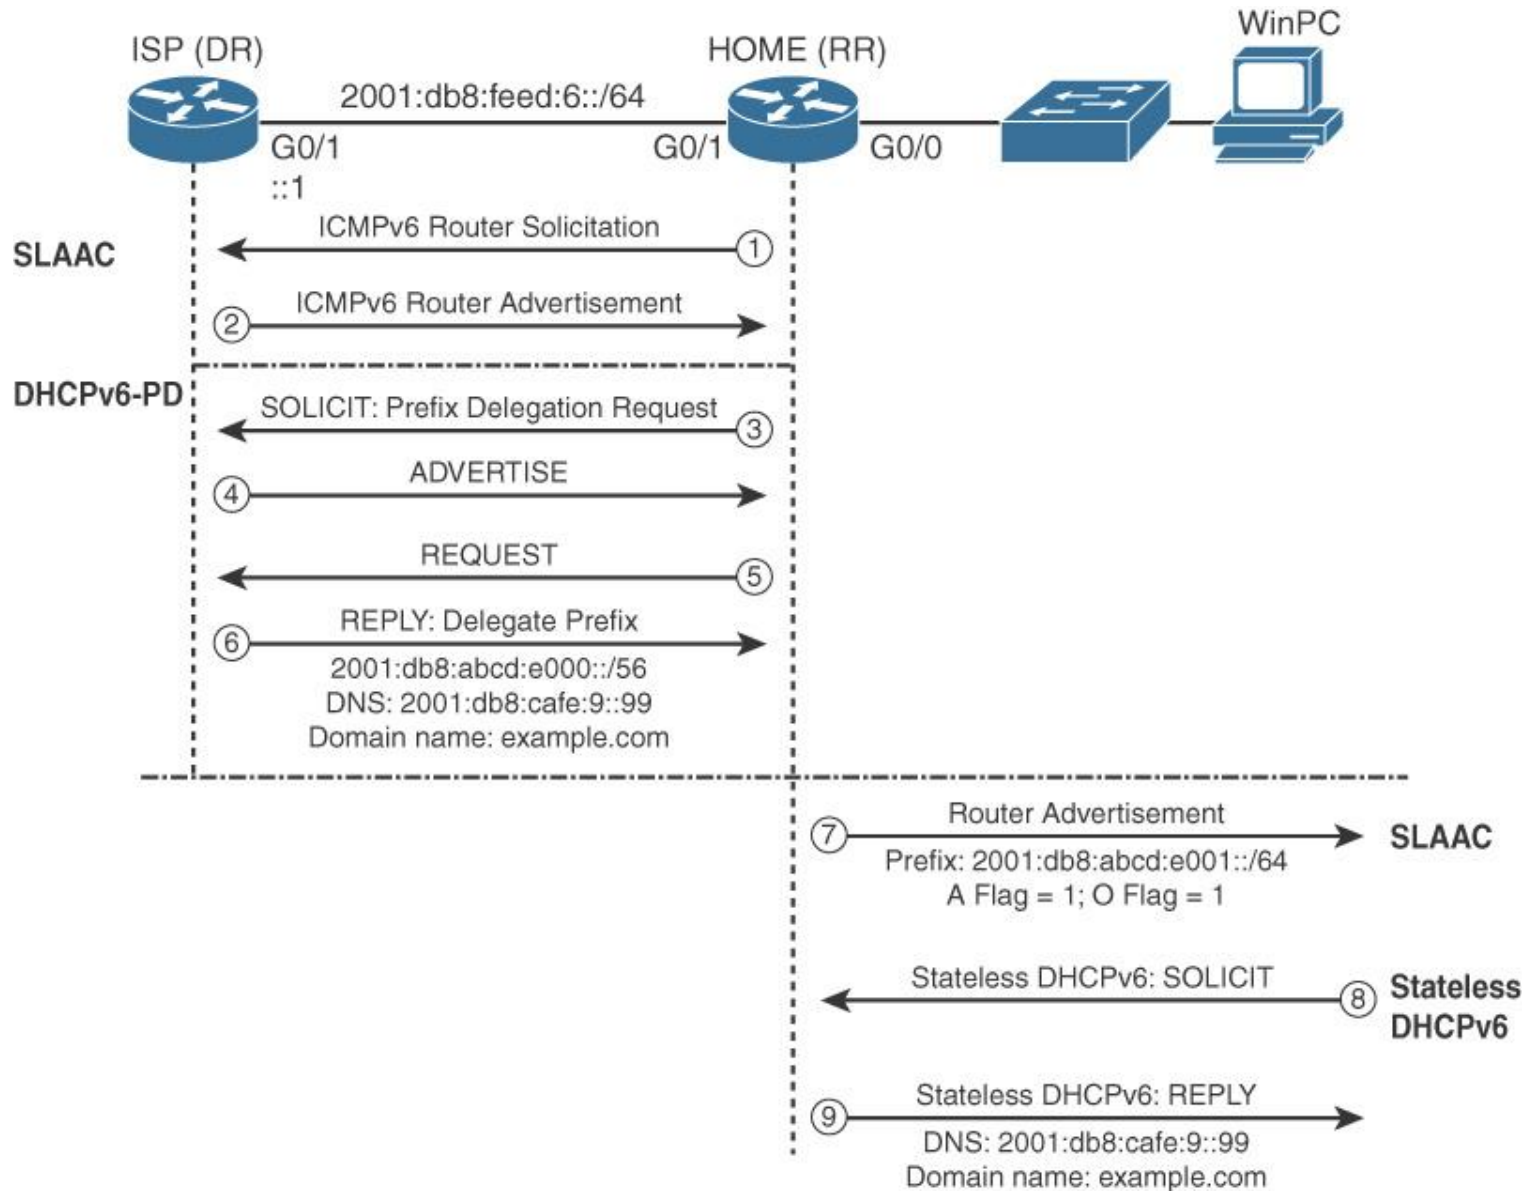 ISP (DR)
HOME (RR)
WinPC
2001:db8:feed:6::/64
G0/1
G0/1
G0/0
::1
SLAAC
ICMPv6 Router Solicitation
1
ICMPv6 Router Advertisement
2
DHCPv6-PD
SOLICIT: Prefix Delegation Request
3
ADVERTISE
4
REQUEST
5
REPLY: Delegate Prefix
6
2001:db8:abcd:e000::/56
DNS: 2001:db8:cafe:9::99
Domain name: example.com
Router Advertisement
7
SLAAC
Prefix: 2001:db8:abcd:e001::/64
A Flag = 1; O Flag = 1
Stateless DHCPv6: SOLICIT
8
Stateless
DHCPv6
Stateless DHCPv6: REPLY
9
DNS: 2001:db8:cafe:9::99
Domain name: example.com